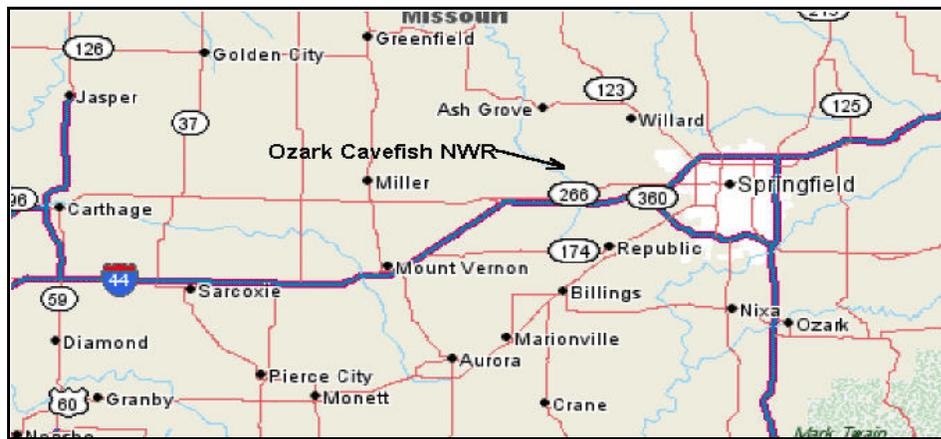 Missouri
126
Golden City
Greenfield
Jasper
37
Ash Grove
123
Willard
125
Ozark Cavefish NWR
Miller
266
360
Springfield
96
Carthage
174
Republic
Mount Vernon
44
Sarcoxie
59
Billings
Nixa
Ozark
Diamond
Marionville
Aurora
Pierce City
60
Granby
Monett
Crane
Mark Twain